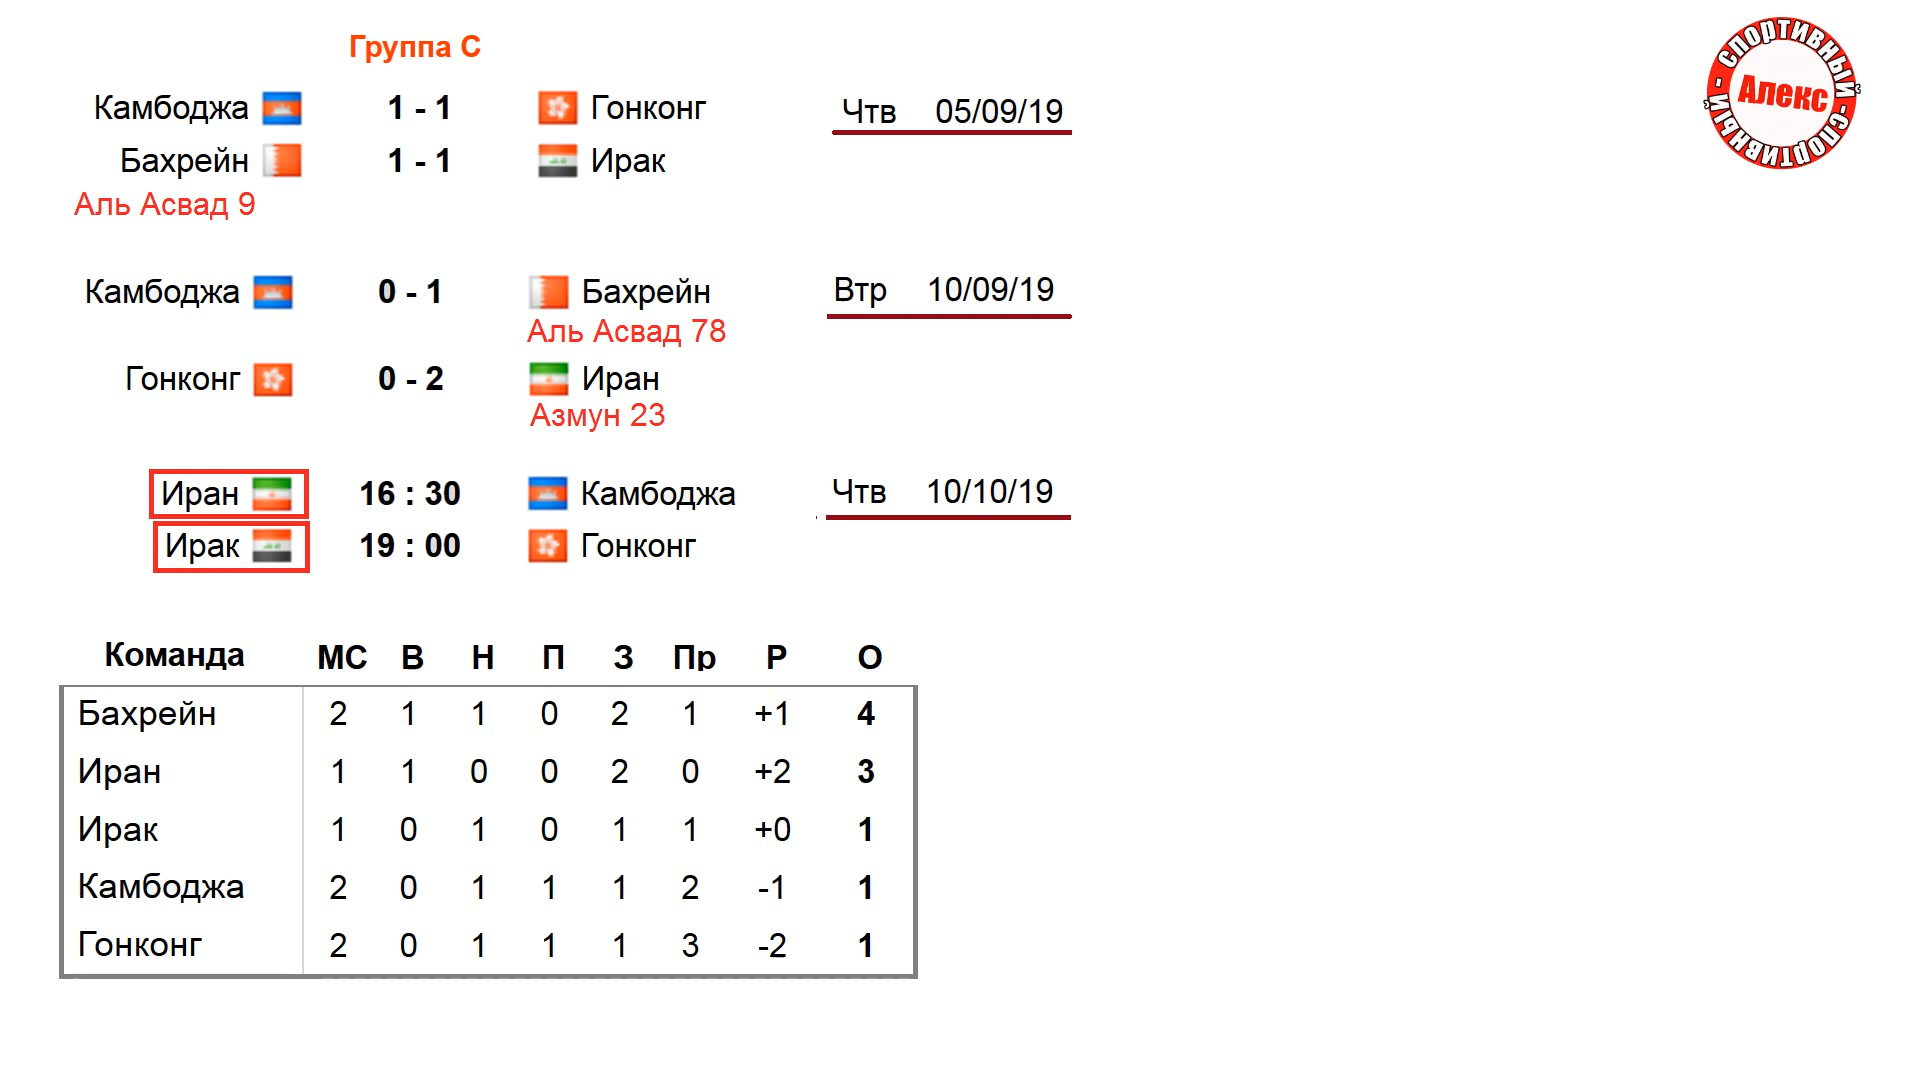 Группа C
Камбоджа 1 - 1 Гонконг Чтв 05/09/19
Бахрейн 1 - 1 Ирак
Аль Асвад 9
Камбоджа 0 - 1 Бахрейн Втр 10/09/19
Аль Асвад 78
Гонконг 0 - 2 Иран
Азмун 23
Иран 16 : 30 Камбоджа Чтв 10/10/19
Ирак 19 : 00 Гонконг
Команда МС В Н П З Пр Р О
Бахрейн 2 1 1 0 2 1 +1 4
Иран 1 1 0 0 2 0 +2 3
Ирак 1 0 1 0 1 1 +0 1
Камбоджа 2 0 1 1 1 2 -1 1
Гонконг 2 0 1 1 1 3 -2 1
- СПОРТИВНЫЙ - СПОРТИВНЫЙ
Алекс